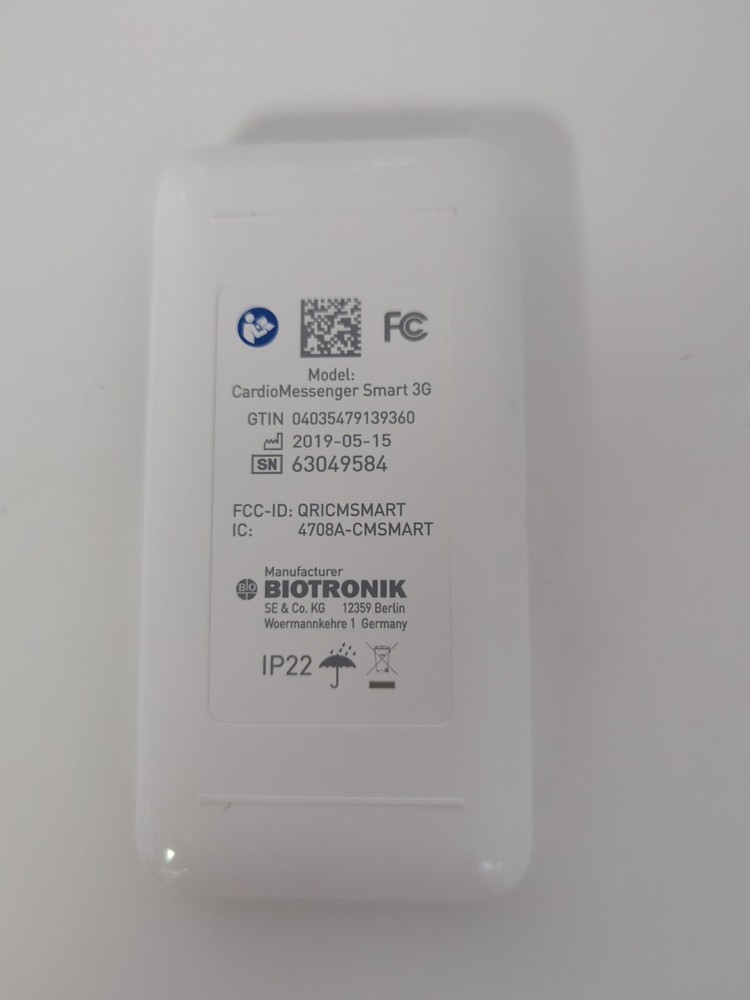 FC
Model:
CardioMessenger Smart 3G
GTIN 04035479139360
2019-05-15
SN 63049584
FCC-ID: QRICMSMART
IC: 4708A-CMSMART
Manufacturer
BIO BIOTRONIK
SE & Co. KG 12359 Berlin
Woermannkehre 1 Germany
IP22